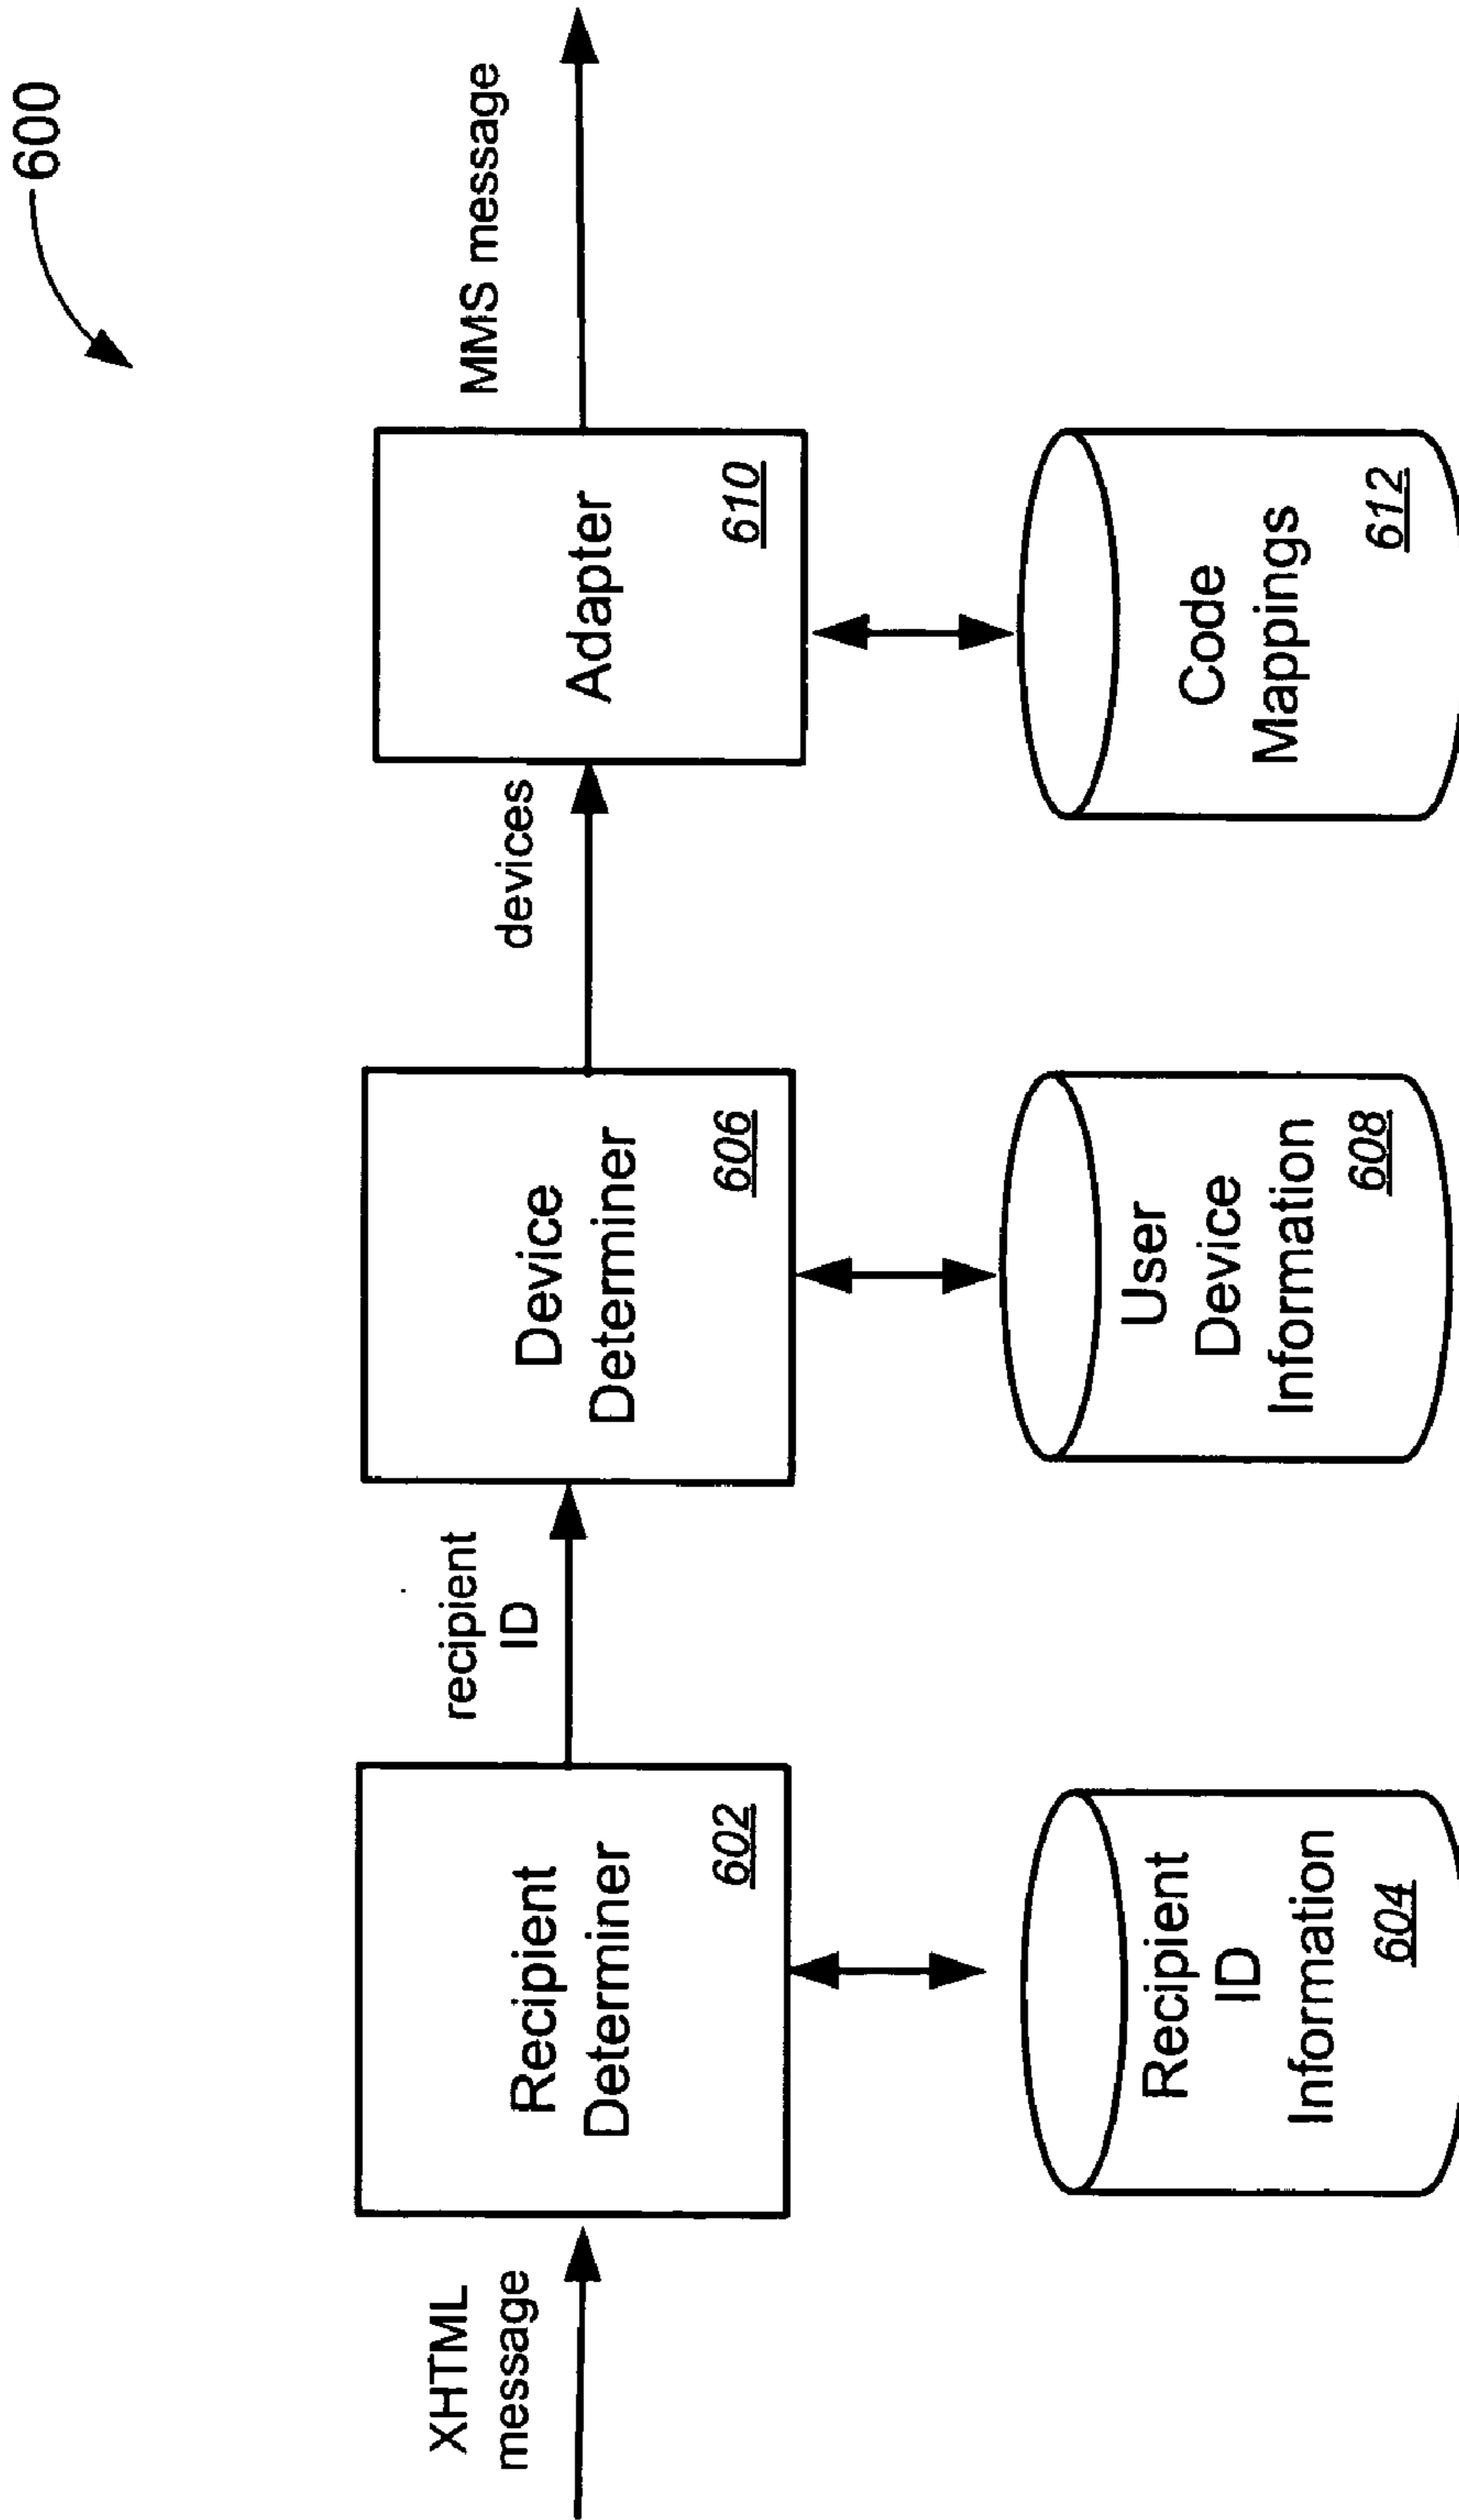 600
XHTML
message
Recipient
Determiner
602
recipient
ID
Device
Determiner
606
devices
Adapter
610
MMS message
Recipient
ID
Information
604
User
Device
Information
608
Code
Mappings
612